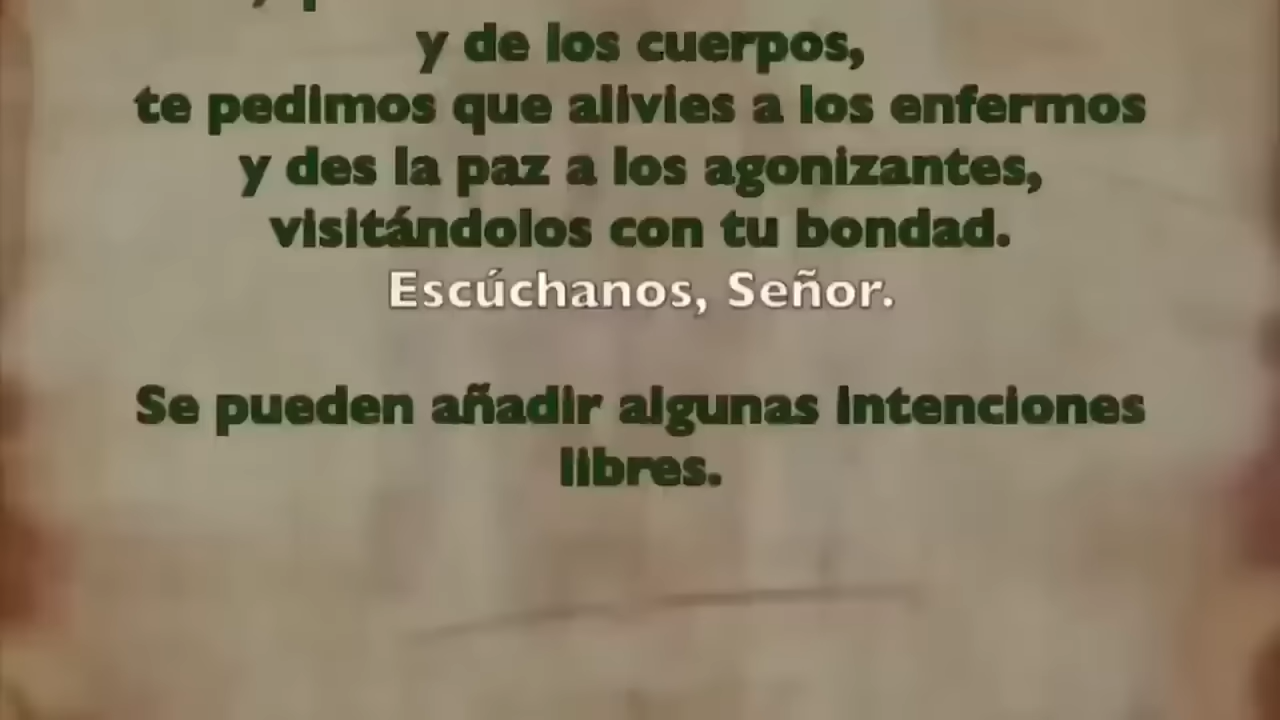 y de los cuerpos,
te pedimos que alivies a los enfermos
y des la paz a los agonizantes,
visitándolos con tu bondad.
Escúchanos, Señor.
Se pueden añadir algunas intenciones
libres.